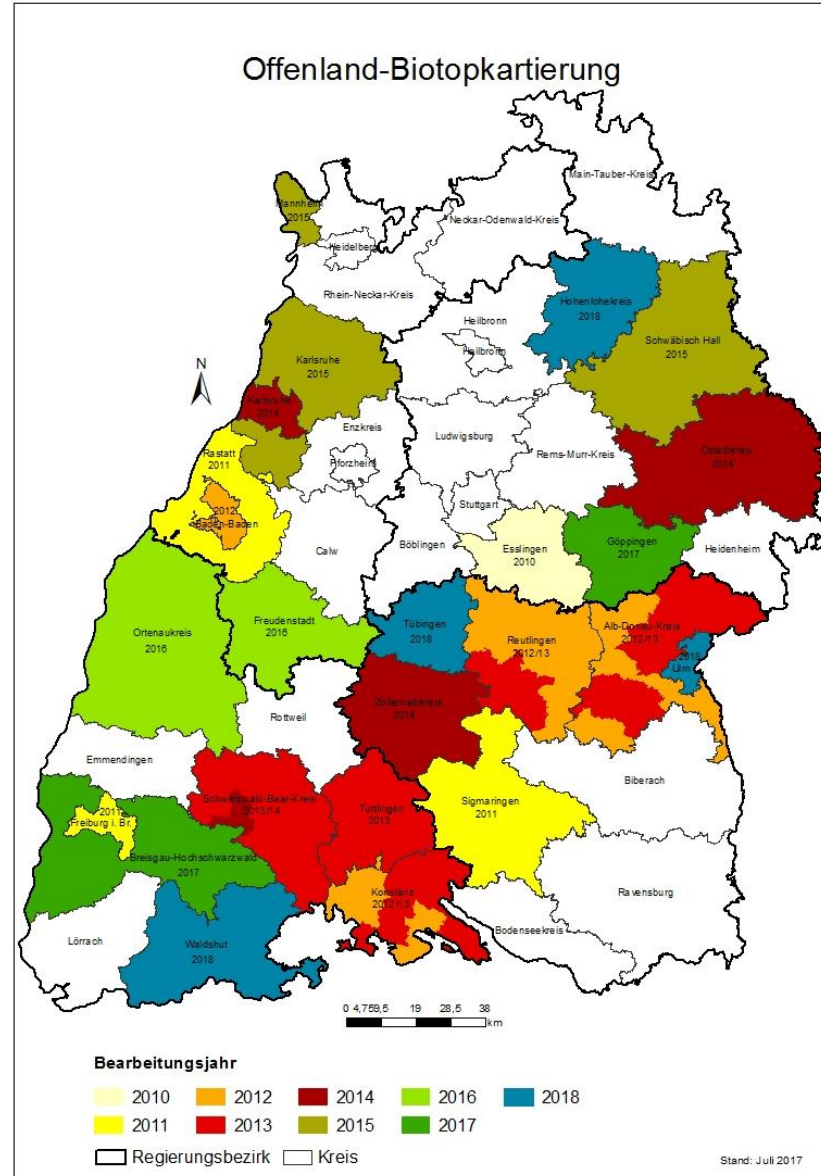 Offenland-Biotopkartierung
Main-Tauber-Kreis
Mannheim
2015
Neckar-Odenwald-Kreis
Heidelberg
Rhein-Neckar-Kreis
Hohenlohekreis
2018
Heilbronn
Heilbronn
Schwäbisch Hall
2015
Karlsruhe
2015
N
Karlsruhe
2014
Enzkreis
Ludwigsburg
Rems-Murr-Kreis
Ostalbkreis
2014
Rastatt
2011
Pforzheim
Stuttgart
2012
Baden-Baden
Calw
Böblingen
Esslingen
2010
Göppingen
2017
Heidenheim
Ortenaukreis
2016
Freudenstadt
2016
Tübingen
2018
Reutlingen
2012/13
Alb-Donau-Kreis
2012/13
2018
Ulm
Zollernalbkreis
2014
Rottweil
Emmendingen
Biberach
Schwarzwald-Baar-Kreis
2013/14
Tuttlingen
2013
Sigmaringen
2011
2011
Freiburg i. Br.
Breisgau-Hochschwarzwald
2017
Konstanz
2012/13
Ravensburg
Bodenseekreis
Lörrach
Waldshut
2018
0 4,75 9,5 19 28,5 38
km
Bearbeitungsjahr
2010 2012 2014 2016 2018
2011 2013 2015 2017
Regierungsbezirk Kreis
Stand: Juli 2017